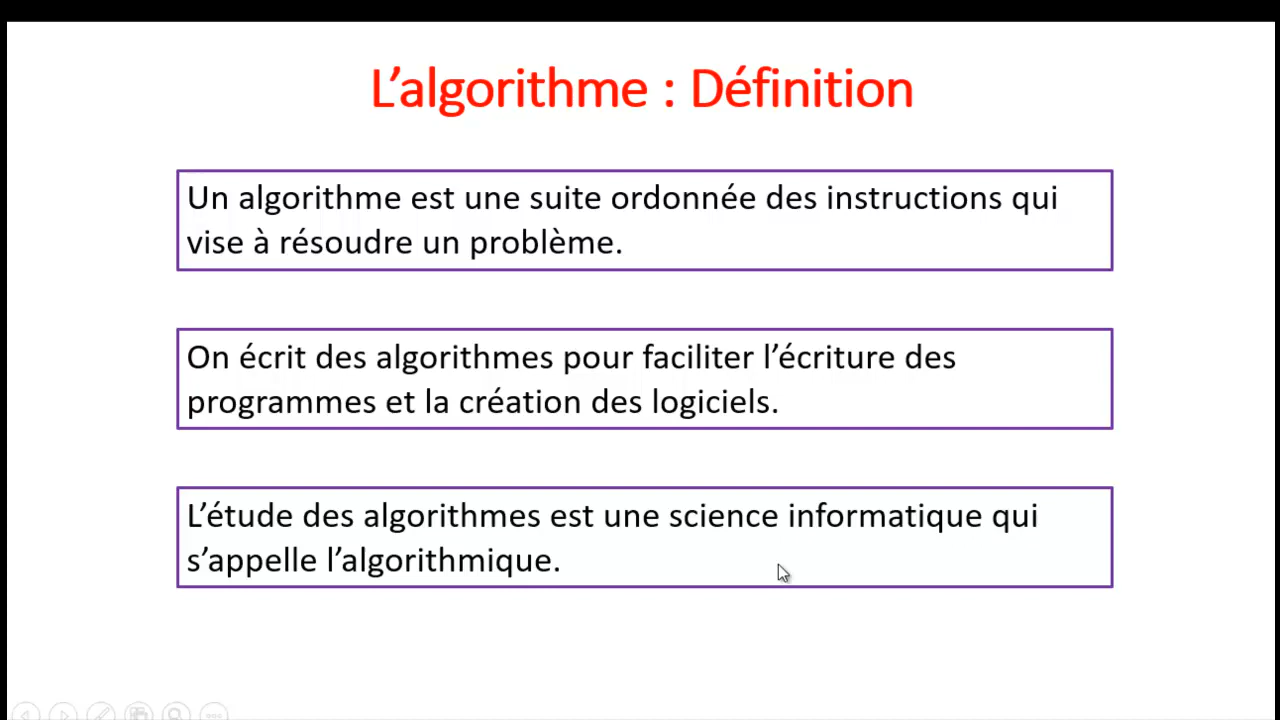 L’algorithme : Définition
Un algorithme est une suite ordonnée des instructions qui
vise à résoudre un problème.
On écrit des algorithmes pour faciliter l’écriture des
programmes et la création des logiciels.
L’étude des algorithmes est une science informatique qui
s’appelle l’algorithmique.